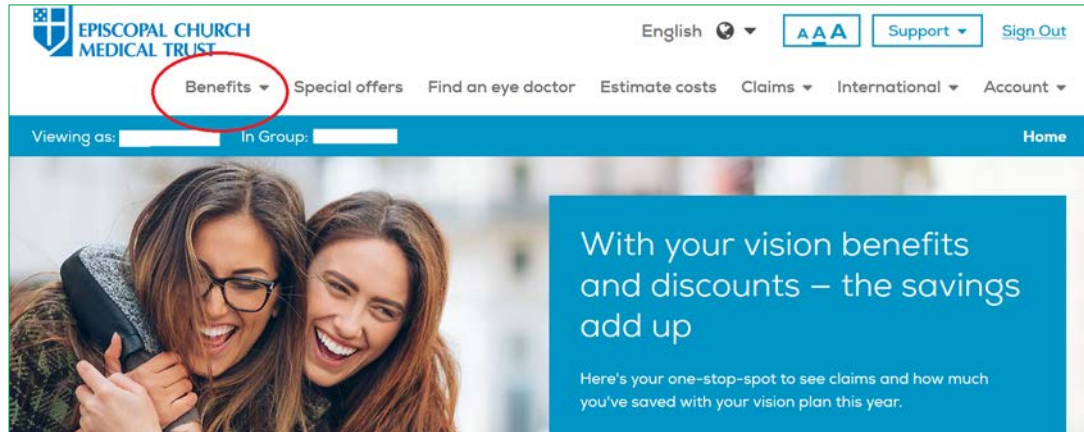 EPISCOPAL CHURCH
MEDICAL TRUST
English
A A A
Support
Sign Out
Benefits
Special offers
Find an eye doctor
Estimate costs
Claims
International
Account
Viewing as:
In Group:
Home
With your vision benefits
and discounts – the savings
add up
Here's your one-stop-spot to see claims and how much
you've saved with your vision plan this year.